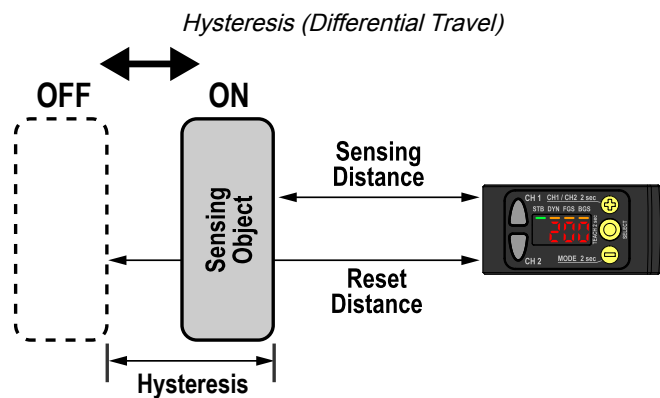 Hysteresis (Differential Travel)
OFF
ON
Sensing
Object
Sensing
Distance
Reset
Distance
Hysteresis
CH 1 CH1 / CH2 2 sec
STB DYN FGS BGS
200
TEACH 2 sec
SELECT
CH 2
MODE 2 sec